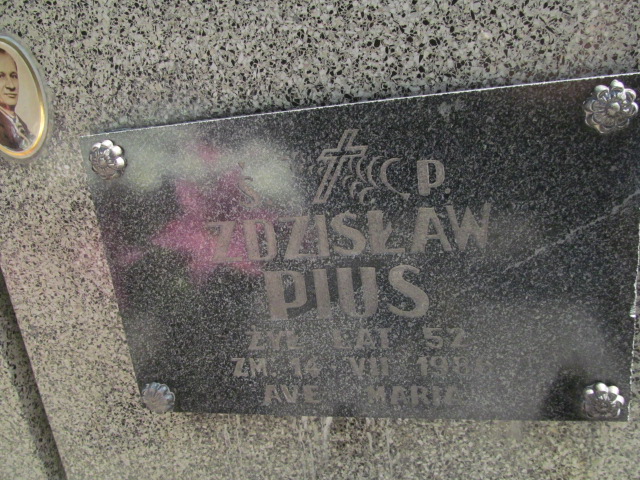 Ś. P.
ZDZISŁAW
PIUS
ŻYŁ LAT 52
ZM. 14 VII
AVE MARIA